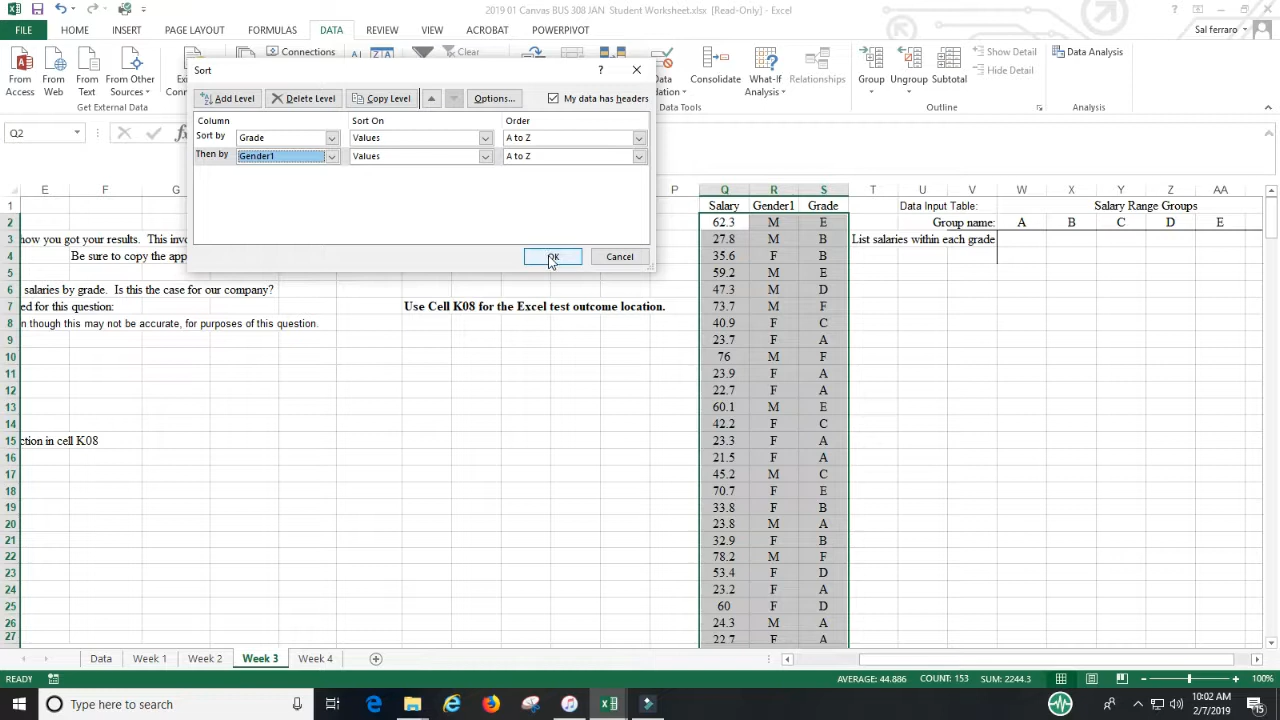 2019 01 Canvas BUS 308 JAN Student Worksheet.xlsx [Read-Only] - Excel
FILE HOME INSERT PAGE LAYOUT FORMULAS DATA REVIEW VIEW ACROBAT POWERPIVOT Sal ferraro
From Access
From Web
From Text
From Other Sources
Connections
Clear
Consolidate
What-If Analysis
Relationships
Group
Ungroup
Subtotal
Show Detail
Hide Detail
Data Analysis
Get External Data
Data Tools
Outline
Analysis
Sort
Add Level Delete Level Copy Level Options... My data has headers
Column Sort On Order
Sort by Grade Values A to Z
Then by Gender1 Values A to Z
OK Cancel
Q2
E F G P Q R S T U V W X Y Z AA
1 Salary Gender1 Grade Data Input Table: Salary Range Groups
2 62.3 M E Group name: A B C D E
3 how you got your results. This inv 27.8 M B List salaries within each grade
4 Be sure to copy the app 35.6 F B
5 59.2 M E
6 salaries by grade. Is this the case for our company? 47.3 M D
7 ed for this question: Use Cell K08 for the Excel test outcome location. 73.7 M F
8 n though this may not be accurate, for purposes of this question. 40.9 F C
9 23.7 F A
10 76 M F
11 23.9 F A
12 22.7 F A
13 60.1 M E
14 42.2 F C
15 ction in cell K08 23.3 F A
16 21.5 F A
17 45.2 M C
18 70.7 F E
19 33.8 F B
20 23.8 M A
21 32.9 F B
22 78.2 M F
23 53.4 F D
24 23.2 F A
25 60 F D
26 24.3 M A
27 22.7 F A
Data Week 1 Week 2 Week 3 Week 4
READY AVERAGE: 44.886 COUNT: 153 SUM: 2244.3 100%
Type here to search
10:02 AM
2/7/2019
15